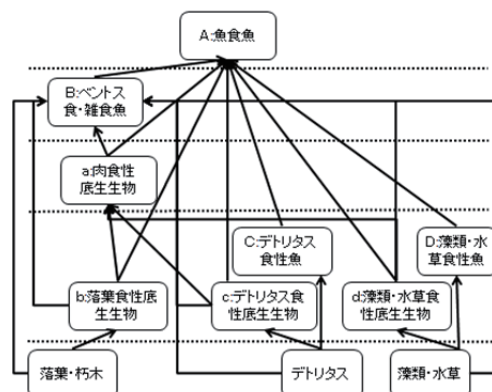 A:魚食魚
B:ベントス
食・雑食魚
a:肉食性
底生生物
C:デトリタス
食性魚
D:藻類・水
草食性魚
b:落葉食性底
生生物
c:デトリタス食
性底生生物
d:藻類・水草食
性底生生物
落葉・朽木
デトリタス
藻類・水草